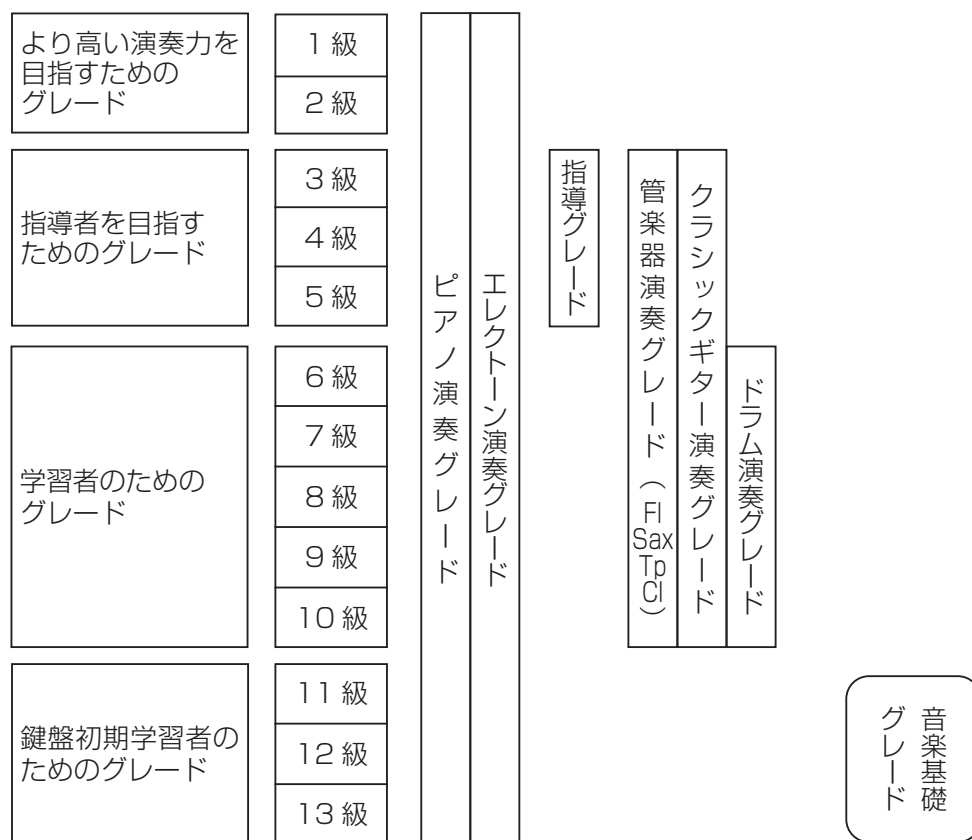 より高い演奏力を
目指すための
グレード
1級
2級
指導者を目指す
ためのグレード
3級
4級
5級
学習者のための
グレード
6級
7級
8級
9級
10級
鍵盤初期学習者の
ためのグレード
11級
12級
13級
ピアノ演奏グレード
エレクトーン演奏グレード
指導グレード
管楽器演奏グレード（Fl Sax Tp Cl）
クラシックギター演奏グレード
ドラム演奏グレード
音楽基礎
グレード